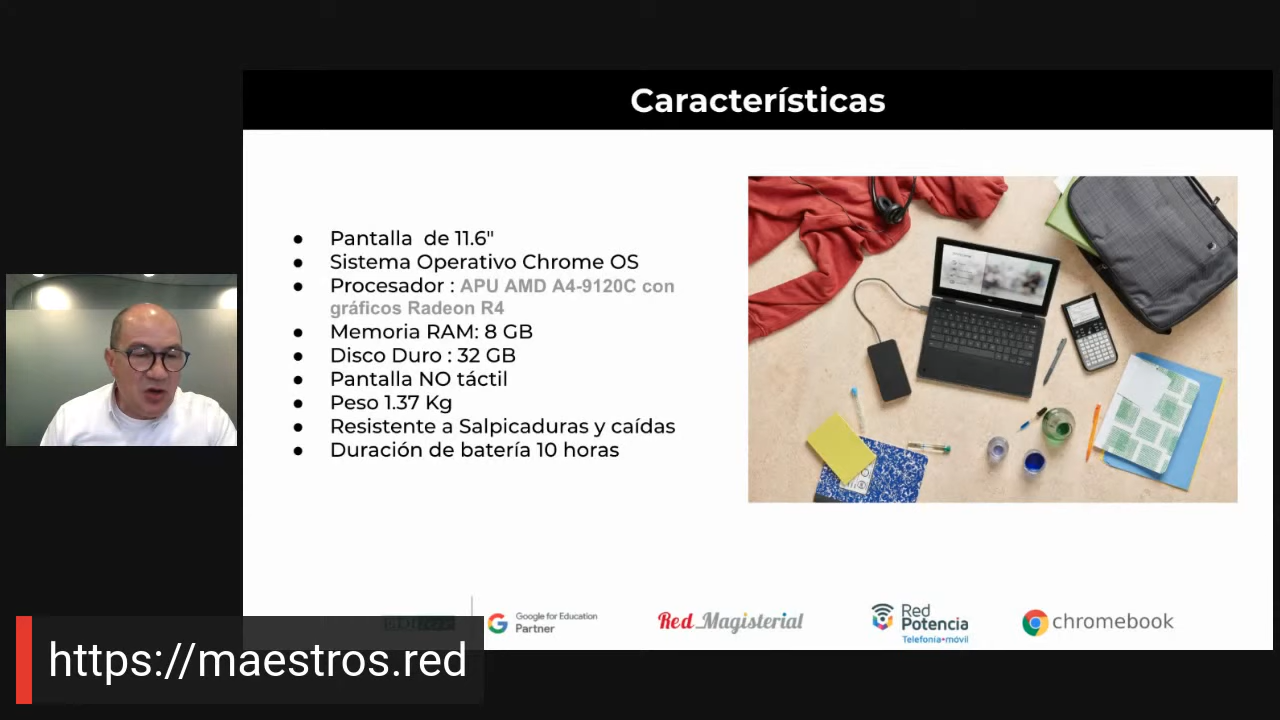 Características
● Pantalla de 11.6"
● Sistema Operativo Chrome OS
● Procesador : APU AMD A4-9120C con
gráficos Radeon R4
● Memoria RAM: 8 GB
● Disco Duro : 32 GB
● Pantalla NO táctil
● Peso 1.37 Kg
● Resistente a Salpicaduras y caídas
● Duración de batería 10 horas
Google for Education
Partner
Red_Magisterial
Red
Potencia
Telefonía•móvil
chromebook
https://maestros.red